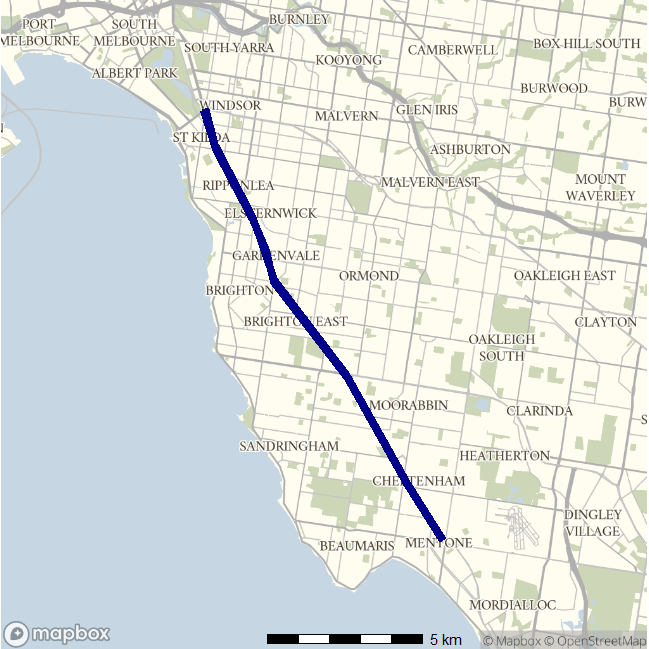 BURNLEY
PORT
MELBOURNE
SOUTH
MELBOURNE
SOUTH YARRA
CAMBERWELL
BOX HILL SOUTH
KOOYONG
ALBERT PARK
BURWOOD
BURW
WINDSOR
GLEN IRIS
MALVERN
N
ST KILDA
ASHBURTON
RIPPONLEA
MALVERN EAST
MOUNT
WAVERLEY
ELSTERNWICK
GARDENVALE
ORMOND
OAKLEIGH EAST
BRIGHTON
BRIGHTON EAST
CLAYTON
OAKLEIGH
SOUTH
MOORABBIN
CLARINDA
S
SANDRINGHAM
HEATHERTON
CHELTENHAM
DINGLEY
VILLAGE
BEAUMARIS
MENTONE
MORDIALLOC
mapbox
5 km
© Mapbox © OpenStreetMap